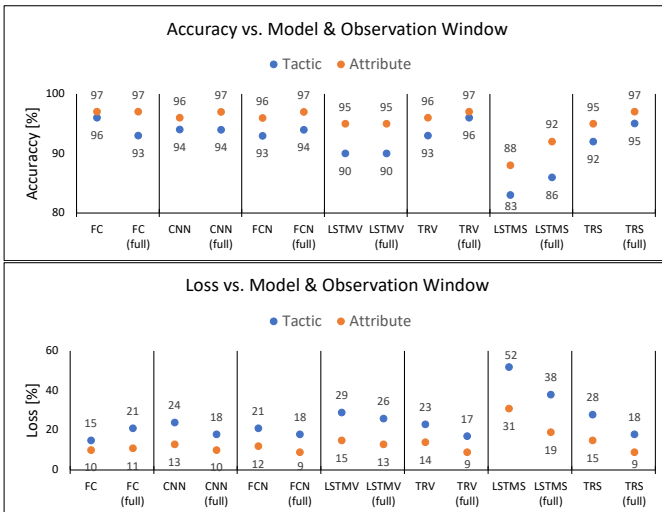 Accuracy vs. Model & Observation Window
Tactic Attribute
Accuraccy [%]
100
90
80
97 97 96 97 96 97 95 95 96 97 88 92 95 97
96 93 94 94 93 94 90 90 93 96 83 86 92 95
FC FC CNN CNN FCN FCN LSTMV LSTMV TRV TRV LSTMS LSTMS TRS TRS
(full) (full) (full) (full) (full) (full) (full)
Loss vs. Model & Observation Window
Tactic Attribute
Loss [%]
60
40
20
0
15 21 24 18 21 18 29 26 23 17 52 38 28 18
10 11 13 10 12 9 15 13 14 9 31 19 15 9
FC FC CNN CNN FCN FCN LSTMV LSTMV TRV TRV LSTMS LSTMS TRS TRS
(full) (full) (full) (full) (full) (full) (full)